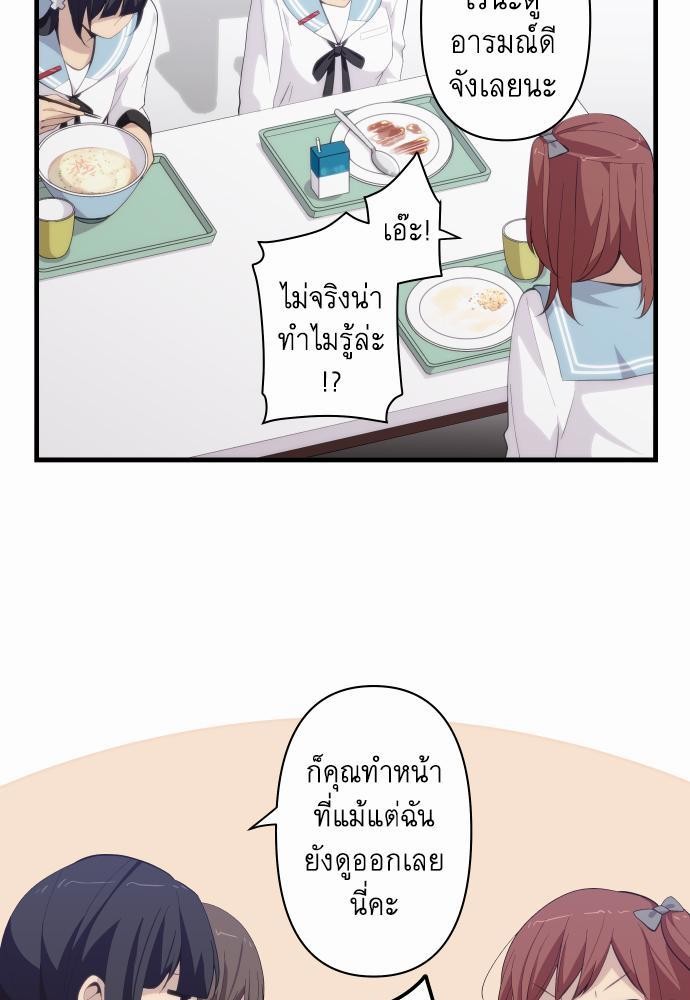 อารมณ์ดี
จังเลยนะ
เอ๊ะ!
ไม่จริงน่า
ทำไมรู้ล่ะ
!?
ก็คุณทำหน้า
ที่แม้แต่ฉัน
ยังดูออกเลย
นี่คะ